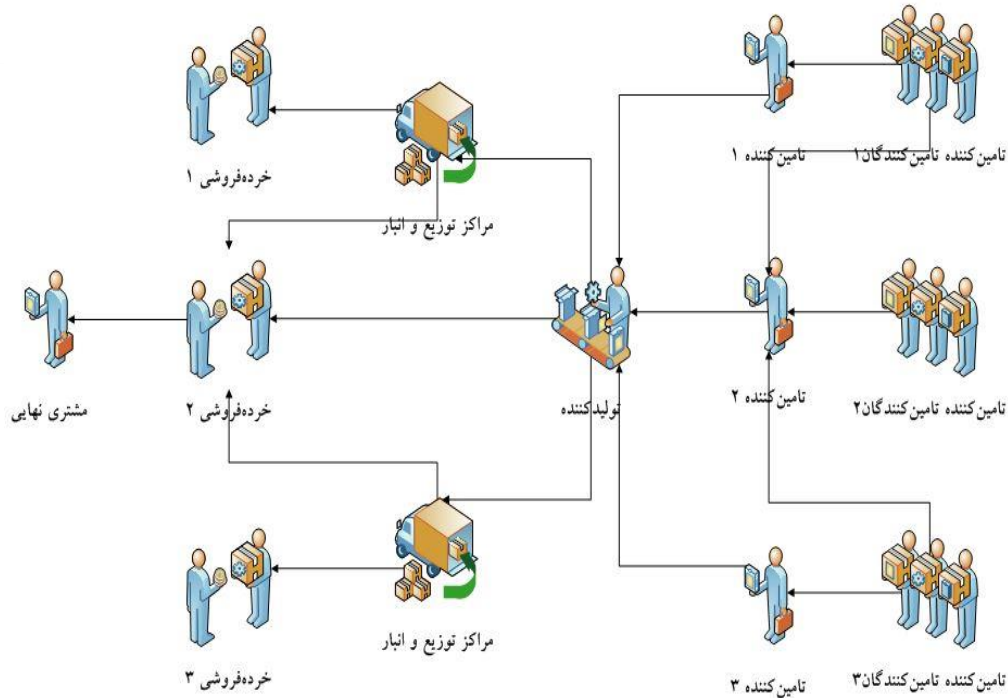 تامین‌کننده تامین‌کنندگان۱
تامین‌کننده ۱
خرده‌فروشی ۱
مراکز توزیع و انبار
تامین‌کننده تامین‌کنندگان۲
تامین‌کننده ۲
تولیدکننده
خرده‌فروشی ۲
مشتری نهایی
مراکز توزیع و انبار
تامین‌کننده تامین‌کنندگان۳
تامین‌کننده ۳
خرده‌فروشی ۳